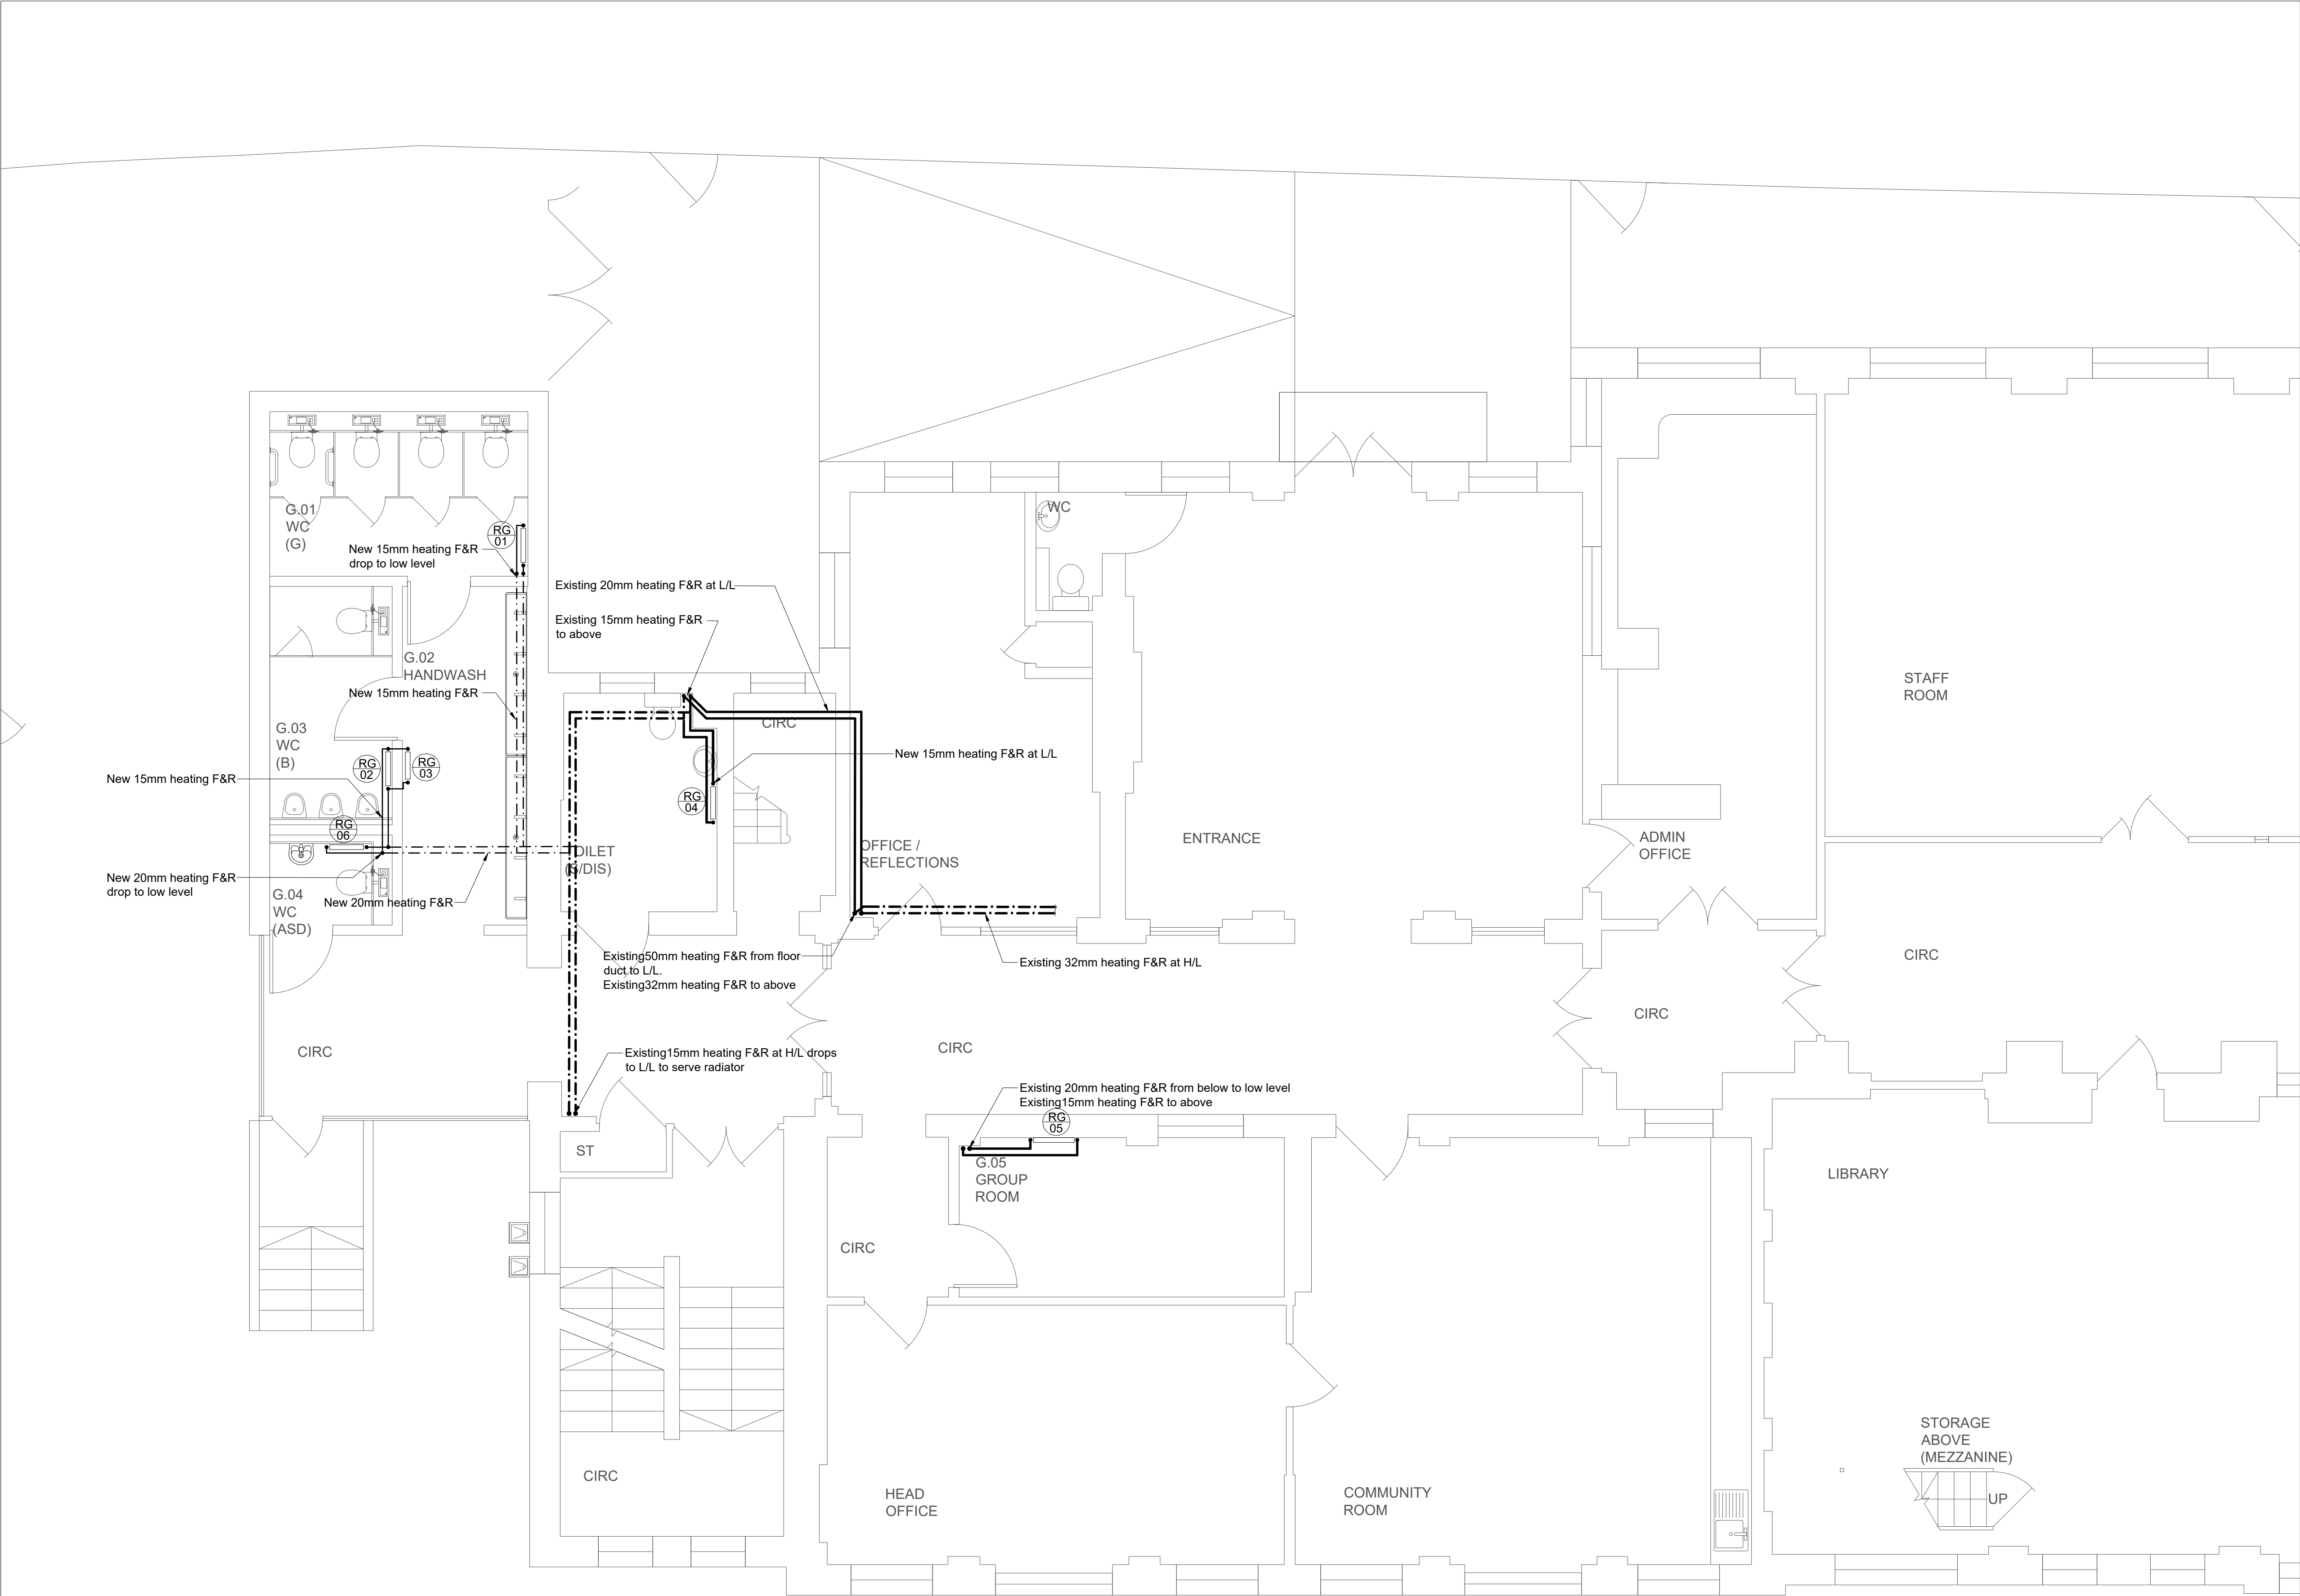 WC
G.01
WC
(G)
RG
01
New 15mm heating F&R
drop to low level
Existing 20mm heating F&R at L/L
Existing 15mm heating F&R
to above
G.02
HANDWASH
New 15mm heating F&R
STAFF
ROOM
G.03
WC
(B)
CIRC
RG
02
RG
03
New 15mm heating F&R at L/L
New 15mm heating F&R
RG
04
RG
06
OFFICE /
REFLECTIONS
ENTRANCE
ADMIN
OFFICE
TOILET
(S/DIS)
New 20mm heating F&R
drop to low level
G.04
WC
(ASD)
New 20mm heating F&R
Existing50mm heating F&R from floor
duct to L/L.
Existing32mm heating F&R to above
Existing 32mm heating F&R at H/L
CIRC
CIRC
CIRC
CIRC
Existing15mm heating F&R at H/L drops
to L/L to serve radiator
Existing 20mm heating F&R from below to low level
Existing15mm heating F&R to above
RG
05
ST
G.05
GROUP
ROOM
LIBRARY
CIRC
CIRC
HEAD
OFFICE
COMMUNITY
ROOM
STORAGE
ABOVE
(MEZZANINE)
UP